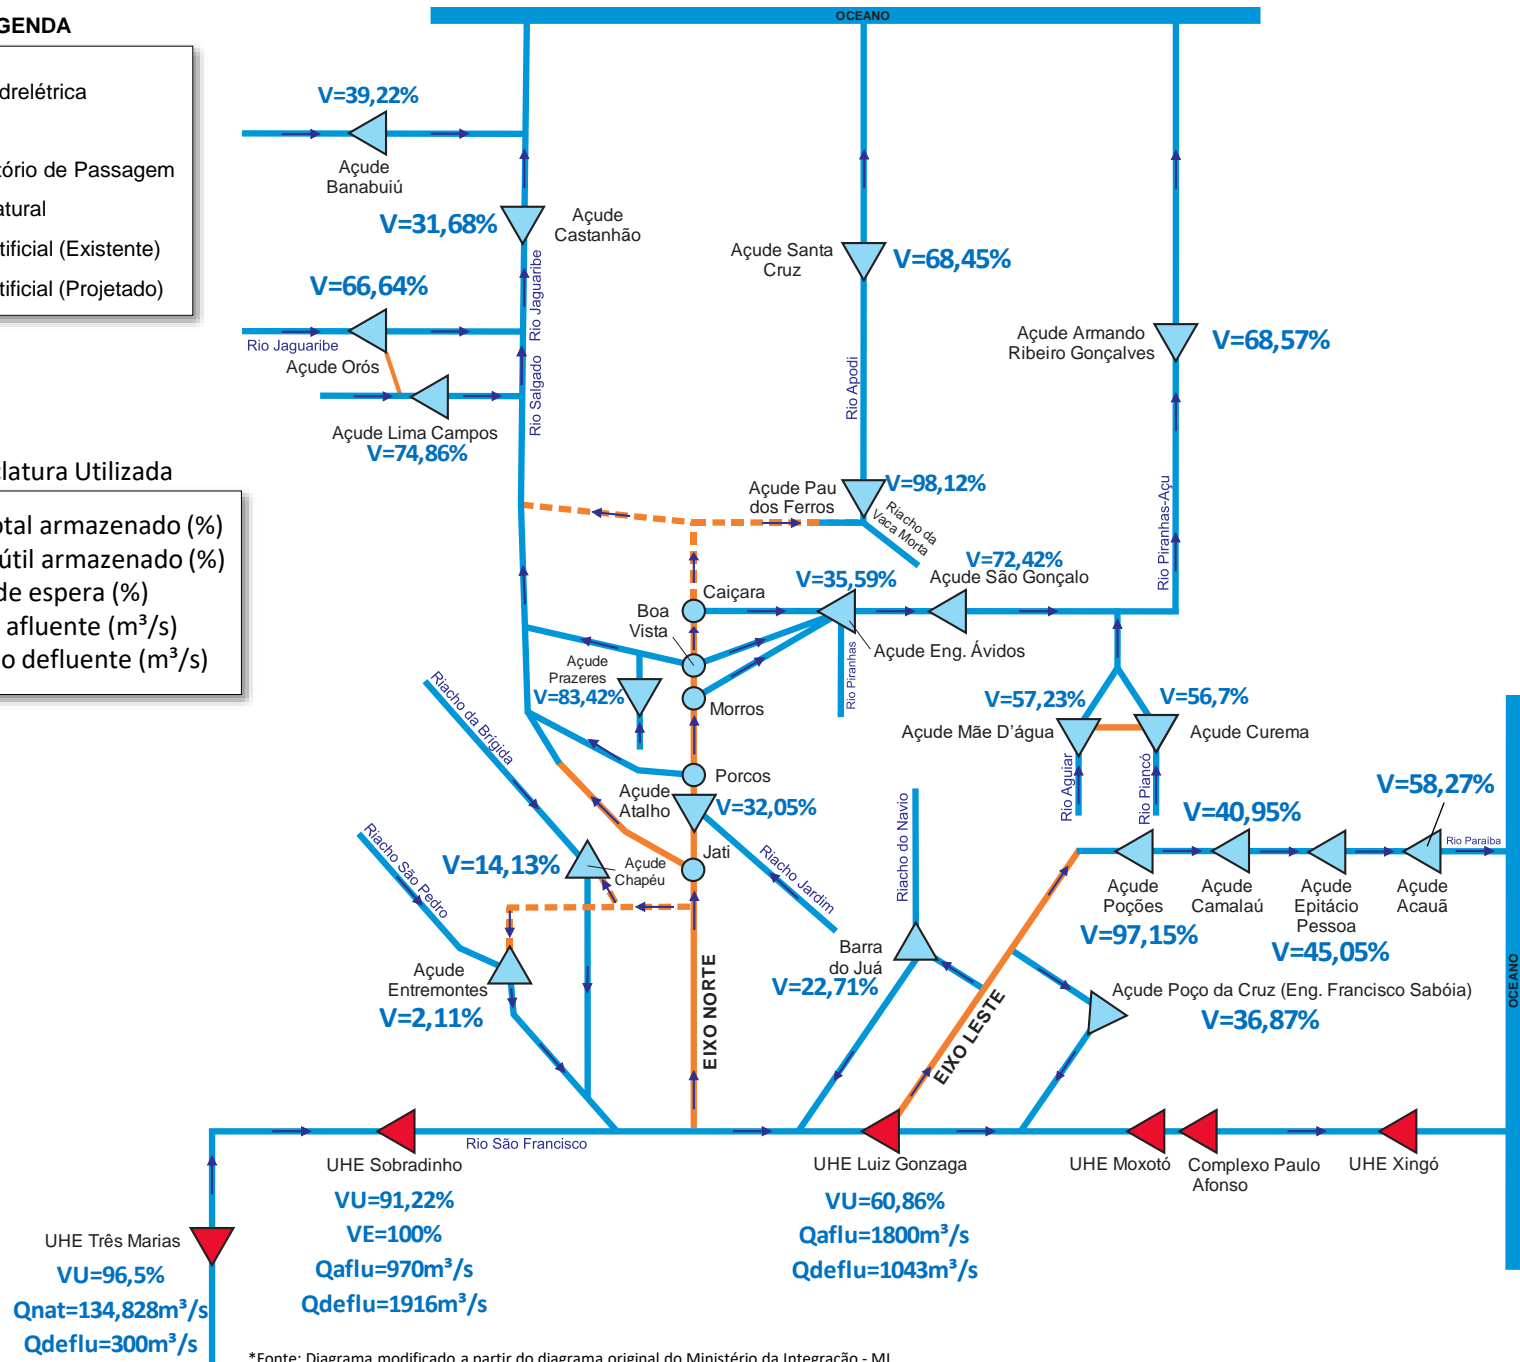 OCEANO
GENDA
drelétrica
tório de Passagem
atural
tificial (Existente)
tificial (Projetado)
V=39,22%
Açude
Banabuiú
V=31,68%
Açude
Castanhão
Rio Jaguaribe
V=66,64%
Rio Jaguaribe
Açude Orós
Rio Salgado
Açude Lima Campos
V=74,86%
Açude Santa
Cruz
V=68,45%
Rio Apodi
Açude Armando
Ribeiro Gonçalves
V=68,57%
Rio Piranhas-Açu
clatura Utilizada
otal armazenado (%)
útil armazenado (%)
de espera (%)
afluente (m³/s)
o defluente (m³/s)
Açude Pau
dos Ferros
V=98,12%
Riacho da
Vaca Morta
V=72,42%
Açude São Gonçalo
V=35,59%
Caiçara
Boa
Vista
Açude Eng. Ávidos
Rio Piranhas
Açude
Prazeres
V=83,42%
Morros
Riacho da Brígida
Porcos
Açude
Atalho
V=32,05%
Jati
Riacho Jardim
V=57,23%
V=56,7%
Açude Mãe D'água
Açude Curema
Rio Aguiar
Rio Piancó
V=58,27%
V=40,95%
Rio Paraíba
Açude
Poções
V=97,15%
Açude
Camalaú
Açude
Epitácio
Pessoa
V=45,05%
Açude
Acauã
Riacho São Pedro
V=14,13%
Açude
Chapéu
Açude
Entremontes
V=2,11%
EIXO NORTE
Riacho do Navio
Barra
do Juá
V=22,71%
EIXO LESTE
Açude Poço da Cruz (Eng. Francisco Sabóia)
V=36,87%
OCEANO
Rio São Francisco
UHE Sobradinho
VU=91,22%
VE=100%
Qaflu=970m³/s
Qdeflu=1916m³/s
UHE Luiz Gonzaga
VU=60,86%
Qaflu=1800m³/s
Qdeflu=1043m³/s
UHE Moxotó
Complexo Paulo
Afonso
UHE Xingó
UHE Três Marias
VU=96,5%
Qnat=134,828m³/s
Qdeflu=300m³/s
*Fonte: Diagrama modificado a partir do diagrama original do Ministério da Integração - MI